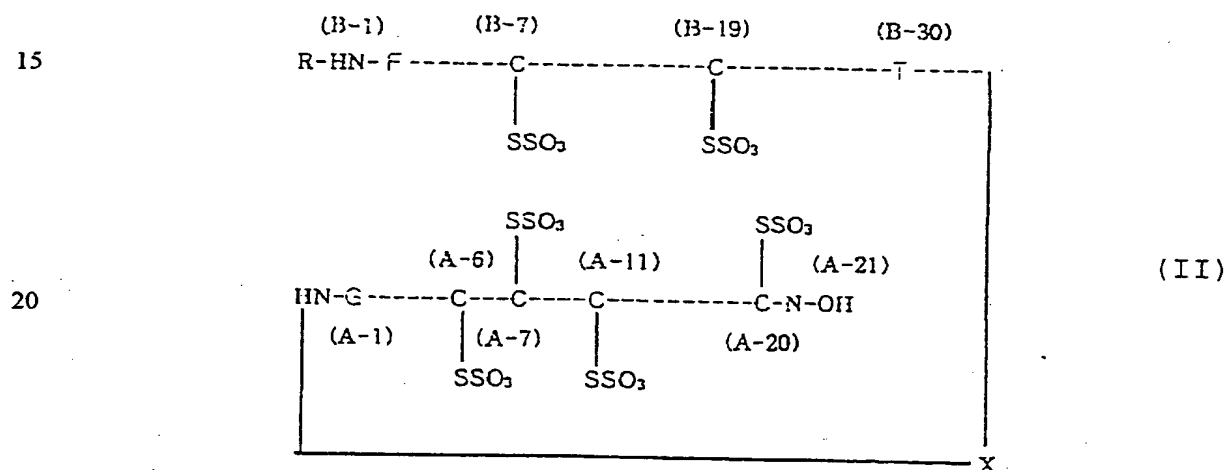 (B-1) (B-7) (B-19) (B-30)
15 R-HN-F-------C-----------C----------T------
SSO₃ SSO₃
SSO₃ SSO₃
(A-6) (A-11) (A-21) (II)
20 HN-G------C---C----C----------C-N-OH
(A-1) (A-7) (A-20)
SSO₃ SSO₃
X